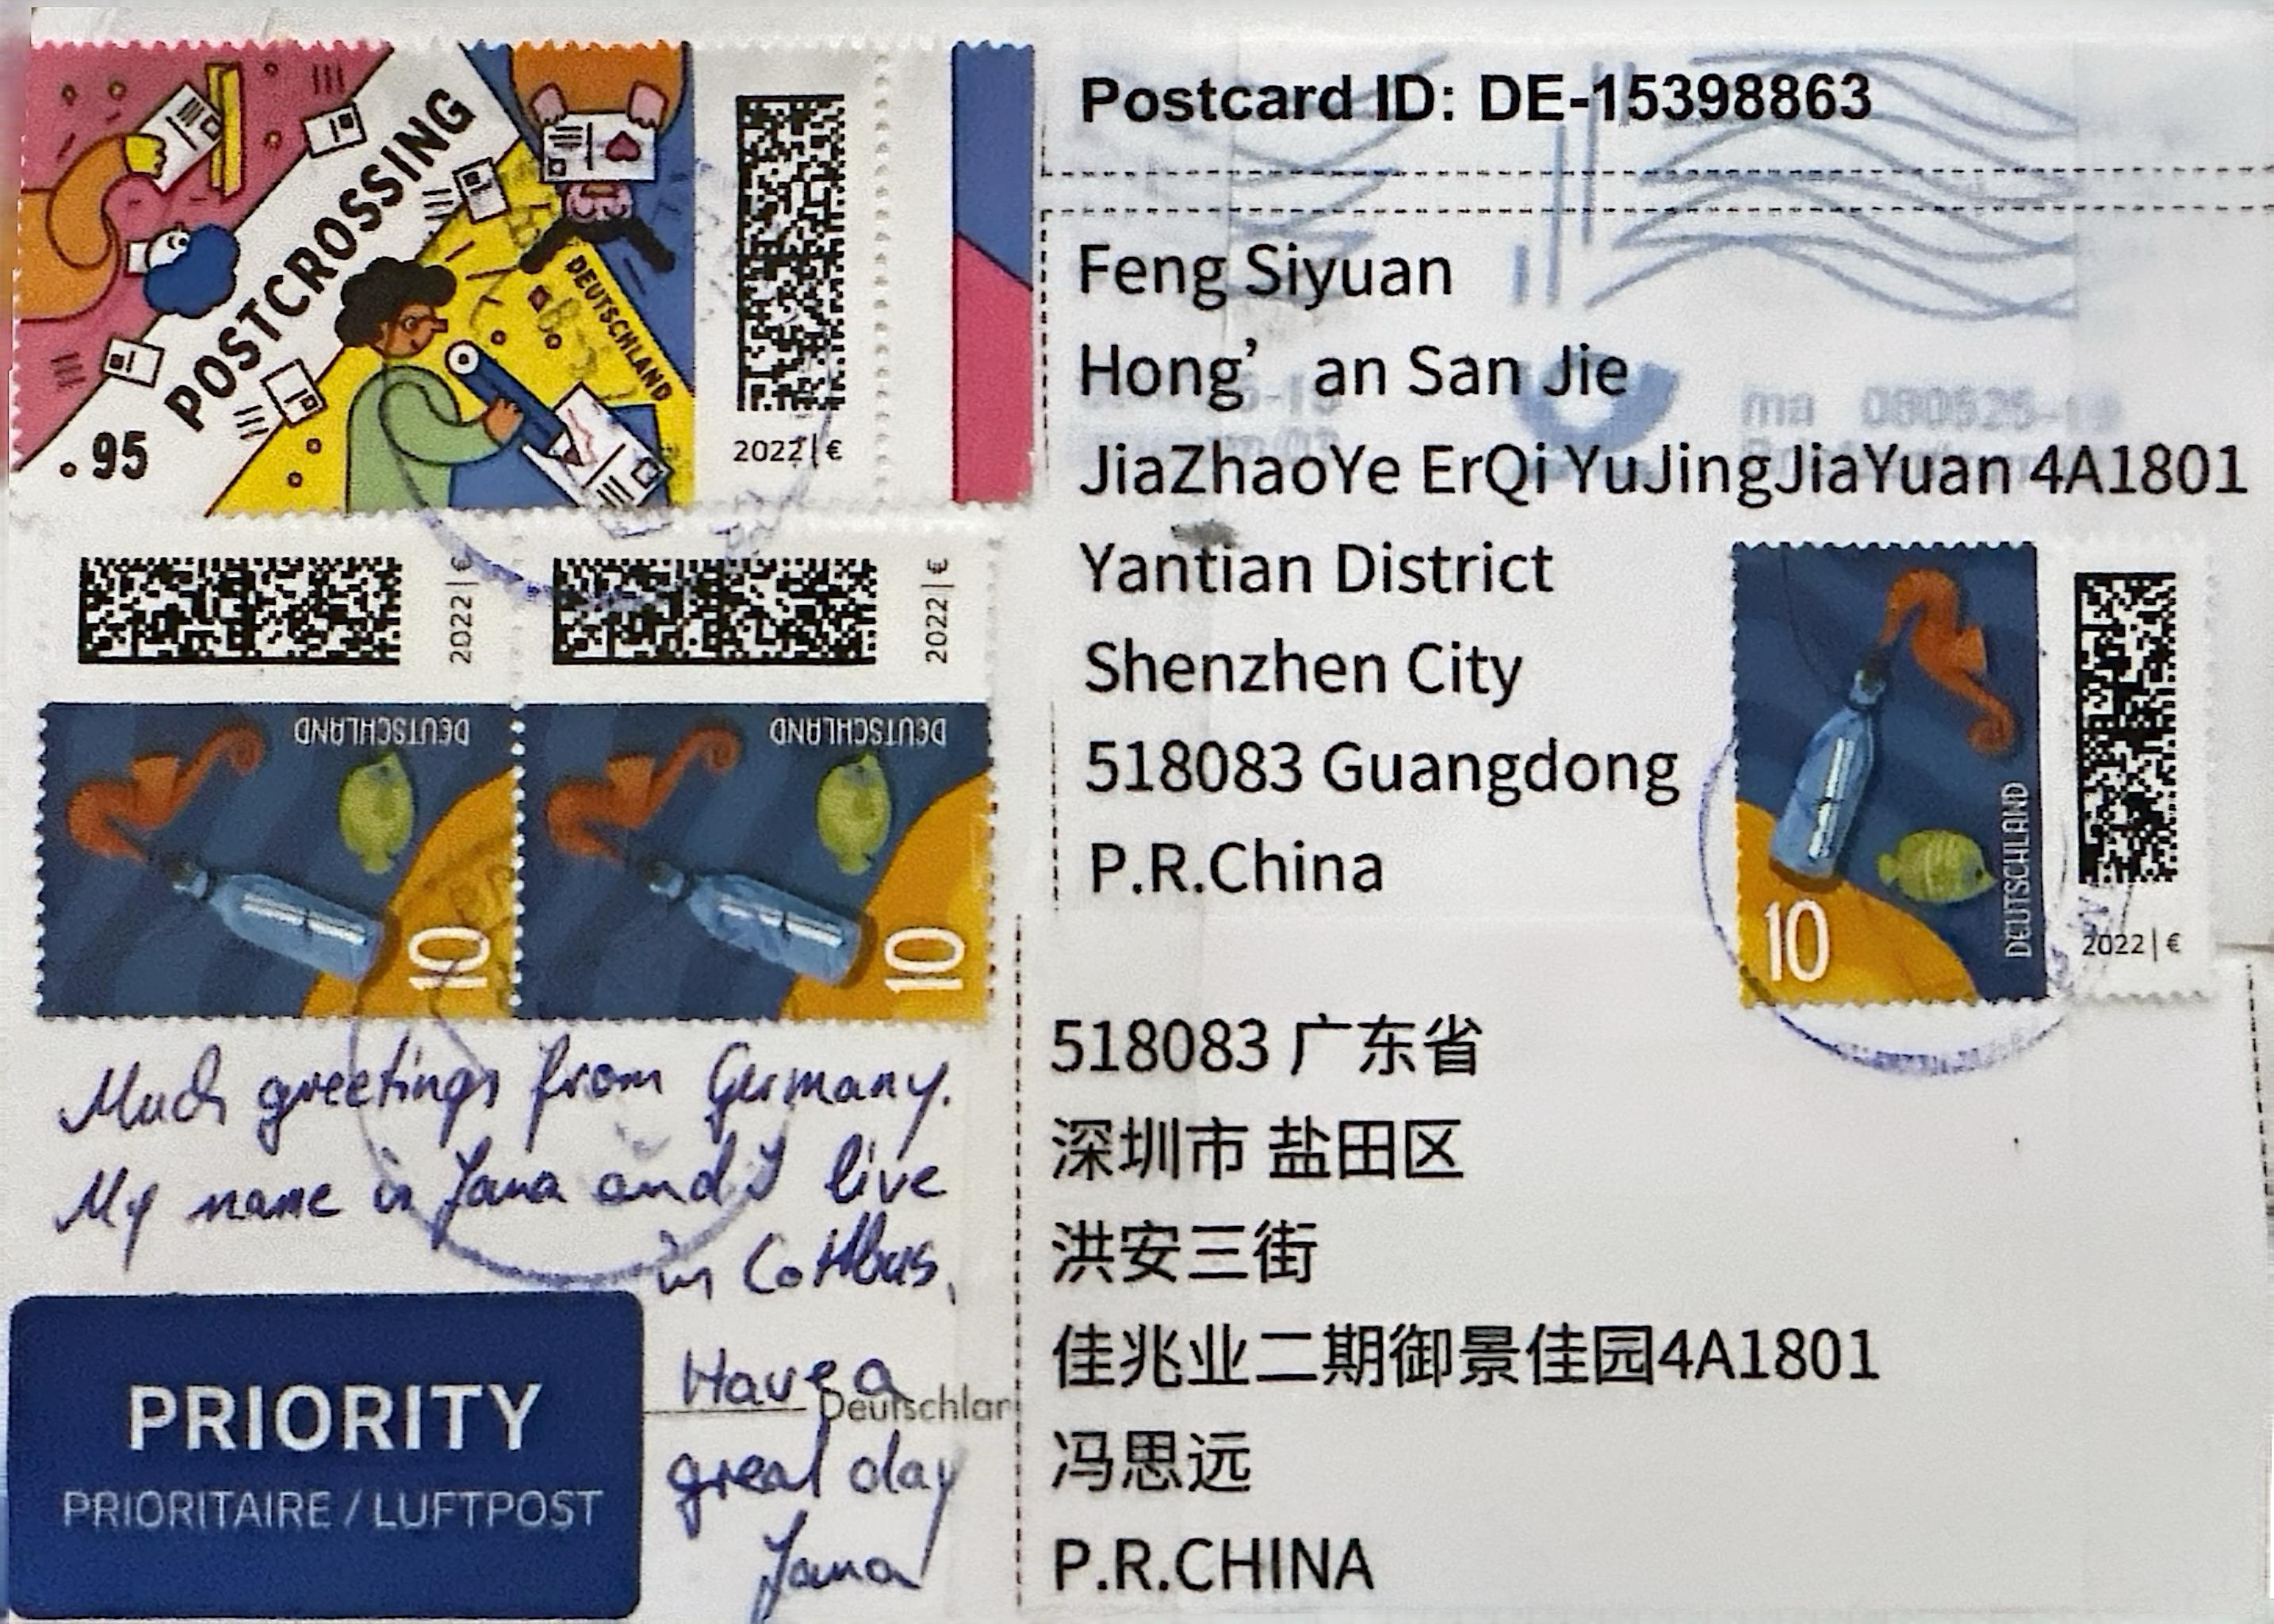 POSTCROSSING
DEUTSCHLAND
.95
2022 | €
2022 | €
2022 | €
DEUTSCHLAND
DEUTSCHLAND
10
10
Much greetings from Germany.
My name is Jana and I live
in Cottbus.
Have a
Deutschlan
great day
Jana
PRIORITY
PRIORITAIRE / LUFTPOST
Postcard ID: DE-15398863
Feng Siyuan
Hong’an San Jie
ma 080525-19
JiaZhaoYe ErQi YuJingJiaYuan 4A1801
Yantian District
Shenzhen City
518083 Guangdong
P.R.China
DEUTSCHLAND
10
2022 | €
518083 广东省
深圳市 盐田区
洪安三街
佳兆业二期御景佳园4A1801
冯思远
P.R.CHINA